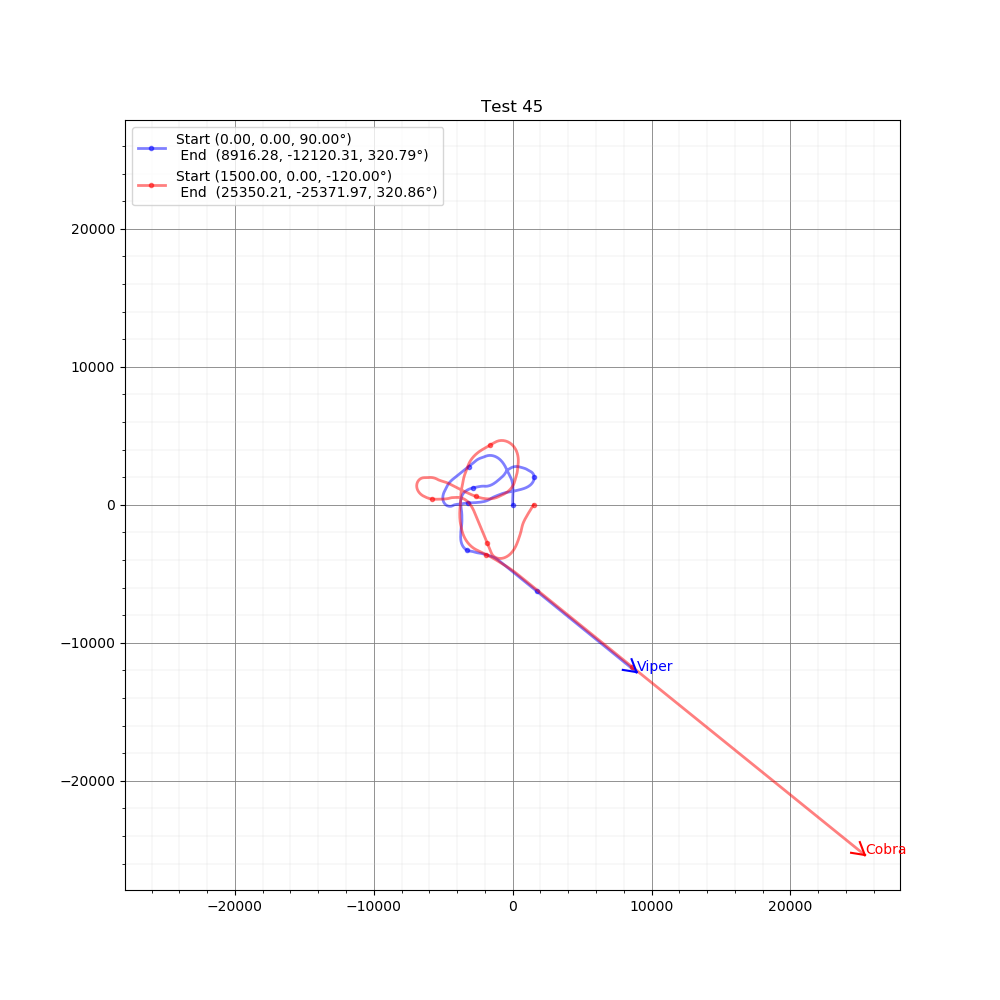 Test 45
Start (0.00, 0.00, 90.00°)
End  (8916.28, -12120.31, 320.79°)
Start (1500.00, 0.00, -120.00°)
End  (25350.21, -25371.97, 320.86°)
20000
10000
0
−10000
−20000
Viper
Cobra
−20000
−10000
0
10000
20000